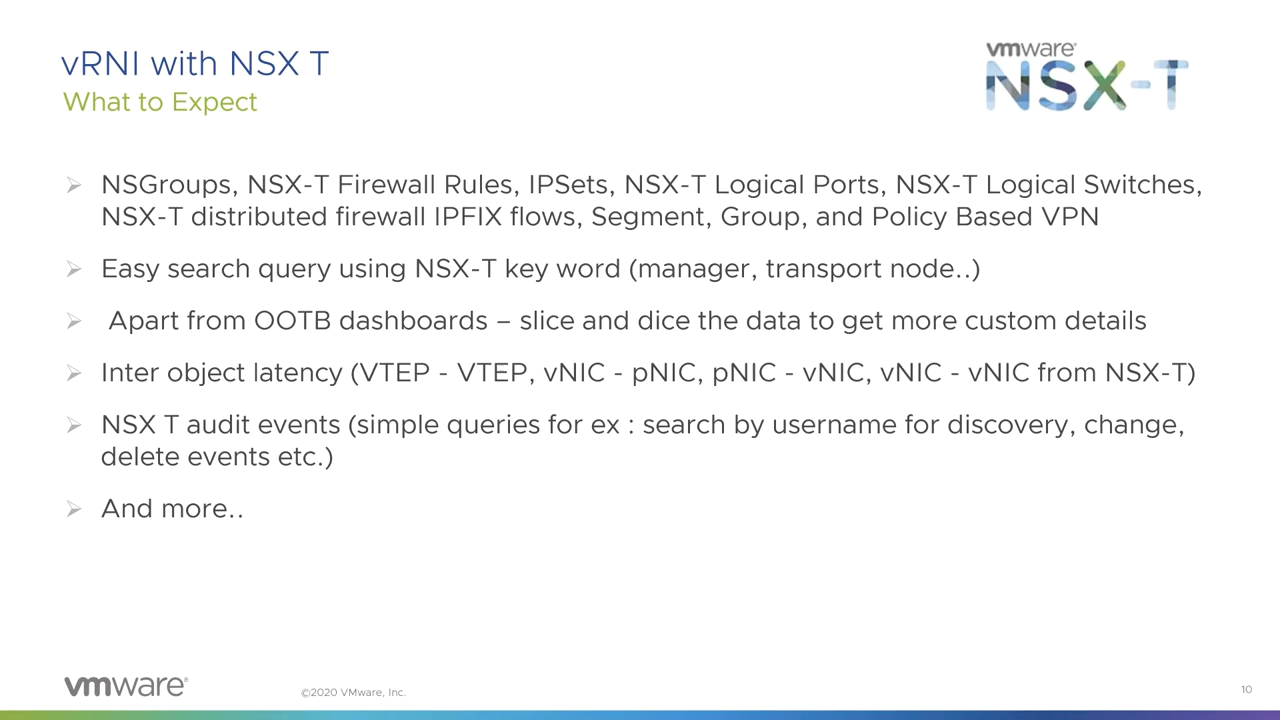 vRNI with NSX T
What to Expect
vmware®
NSX-T
➢ NSGroups, NSX-T Firewall Rules, IPSets, NSX-T Logical Ports, NSX-T Logical Switches,
NSX-T distributed firewall IPFIX flows, Segment, Group, and Policy Based VPN
➢ Easy search query using NSX-T key word (manager, transport node..)
➢ Apart from OOTB dashboards – slice and dice the data to get more custom details
➢ Inter object latency (VTEP - VTEP, vNIC - pNIC, pNIC - vNIC, vNIC - vNIC from NSX-T)
➢ NSX T audit events (simple queries for ex : search by username for discovery, change,
delete events etc.)
➢ And more..
vmware®
©2020 VMware, Inc.
10